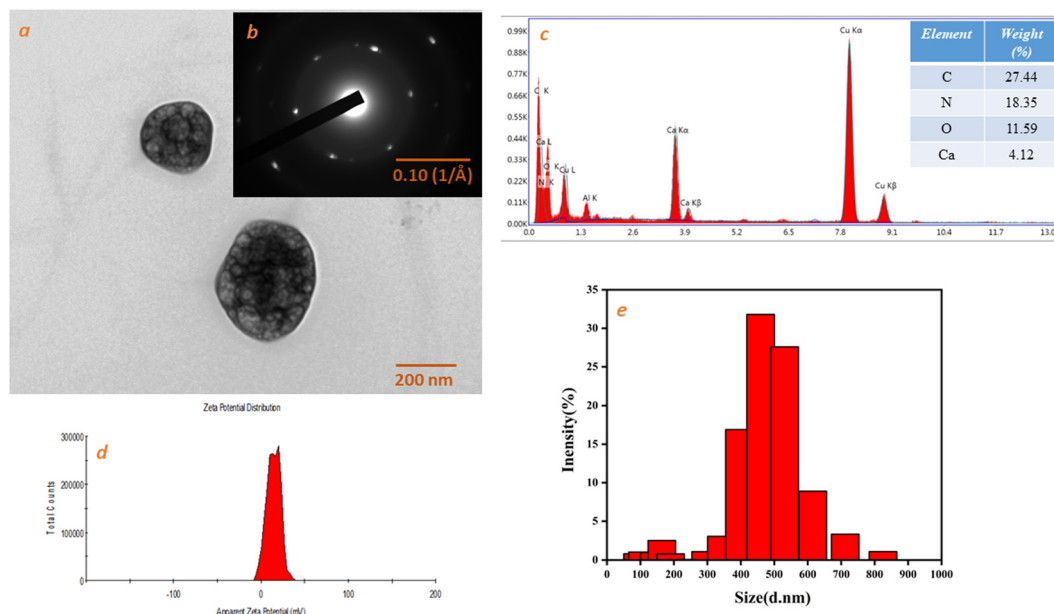 a
b
0.10 (1/Å)
200 nm
c
0.99K
0.88K
0.77K
0.66K
0.55K
0.44K
0.33K
0.22K
0.11K
0.00K
C K
Ca L
N K
O K
Cu L
Al K
Ca Kα
Ca Kβ
Cu Kα
Cu Kβ
0.0 1.3 2.6 3.9 5.2 6.5 7.8 9.1 10.4 11.7 13.0
Element Weight
(%)
C 27.44
N 18.35
O 11.59
Ca 4.12
Zeta Potential Distribution
d
300000
200000
100000
0
Total Counts
-100 0 100 200
Apparent Zeta Potential (mV)
e
35
30
25
20
15
10
5
0
Inensity(%)
0 100 200 300 400 500 600 700 800 900 1000
Size(d.nm)